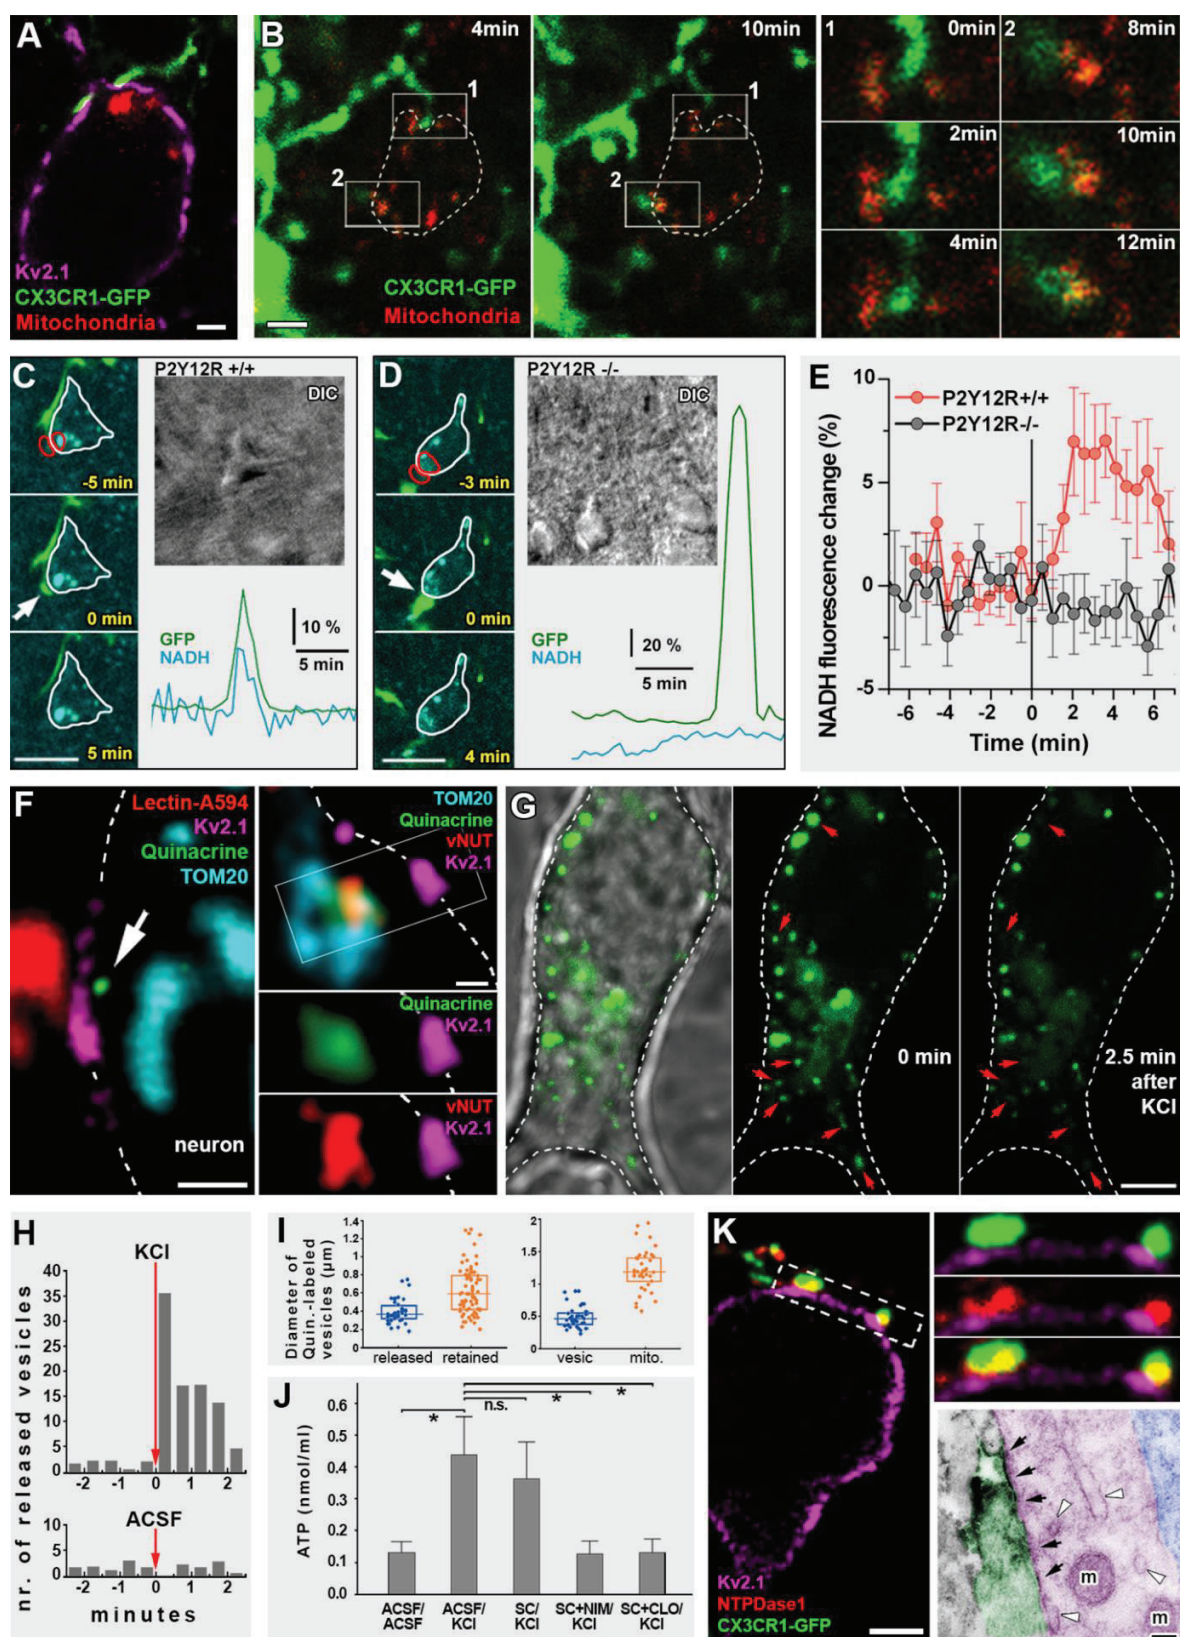 A
Kv2.1
CX3CR1-GFP
Mitochondria
B
4min
10min
1
2
1
2
CX3CR1-GFP
Mitochondria
1
0min
2
8min
2min
10min
4min
12min
C
P2Y12R +/+
DIC
-5 min
0 min
5 min
10 %
5 min
GFP
NADH
D
P2Y12R -/-
DIC
-3 min
0 min
4 min
20 %
5 min
GFP
NADH
E
P2Y12R+/+
P2Y12R-/-
NADH fluorescence change (%)
10
5
0
-5
-6
-4
-2
0
2
4
6
Time (min)
F
Lectin-A594
Kv2.1
Quinacrine
TOM20
neuron
TOM20
Quinacrine
vNUT
Kv2.1
Quinacrine
Kv2.1
vNUT
Kv2.1
G
0 min
2.5 min
after
KCl
H
KCl
nr. of released vesicles
40
35
30
25
20
15
10
5
0
-2
-1
0
1
2
ACSF
10
5
0
-2
-1
0
1
2
minutes
I
Diameter of
Quin.-labeled
vesicles (µm)
1.4
1.2
1
0.8
0.6
0.4
0.2
0
released
retained
2
1.5
1
0.5
0
vesic
mito.
J
ATP (nmol/ml)
0.6
0.5
0.4
0.3
0.2
0.1
0.0
*
n.s.
*
*
ACSF/
ACSF
ACSF/
KCl
SC/
KCl
SC+NIM/
KCl
SC+CLO/
KCl
K
Kv2.1
NTPDase1
CX3CR1-GFP
m
m